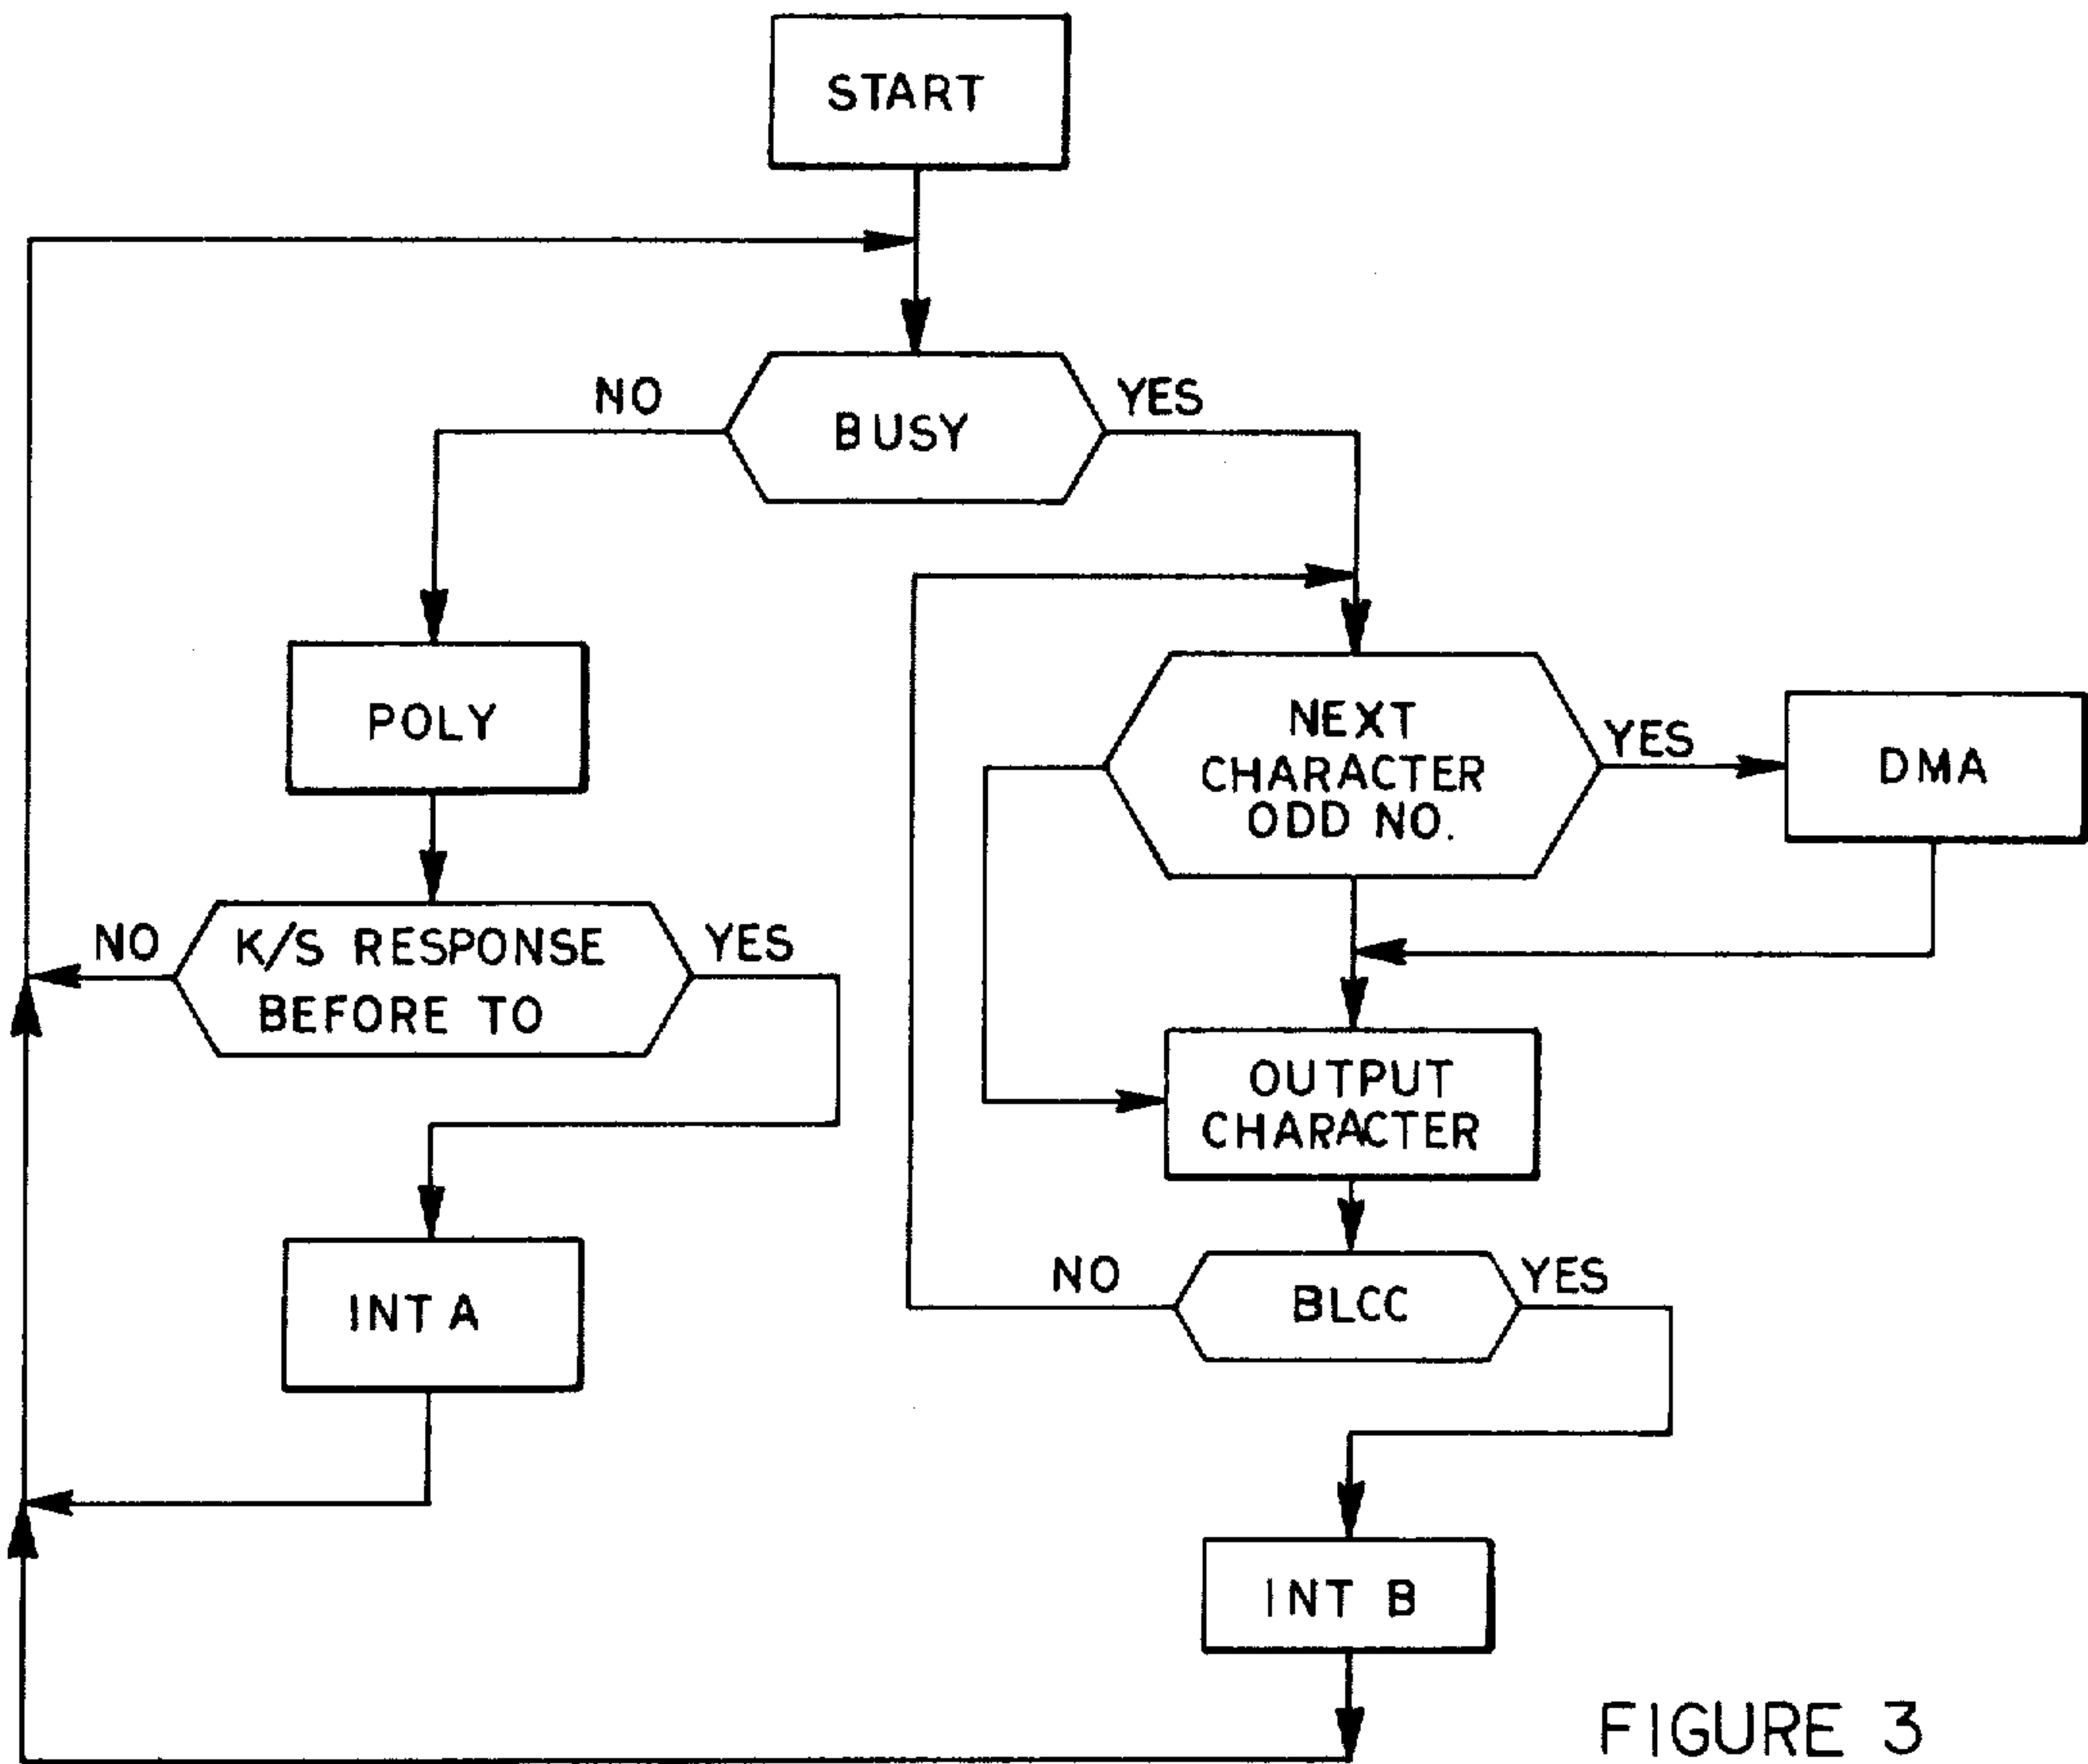 START
NO
BUSY
YES
POLY
NEXT
CHARACTER
ODD NO.
YES
DMA
NO
K/S RESPONSE
BEFORE TO
YES
OUTPUT
CHARACTER
INT A
NO
BLCC
YES
INT B
FIGURE 3